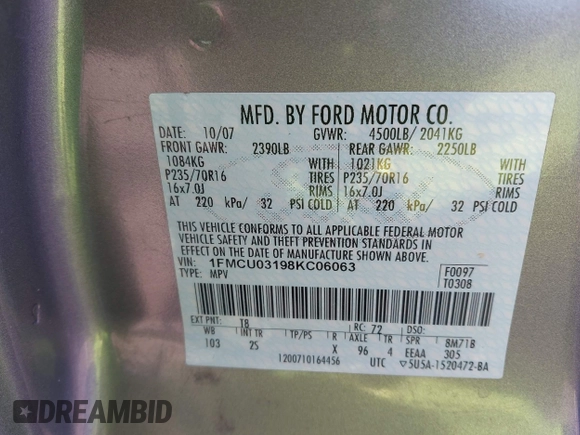 MFD. BY FORD MOTOR CO.
DATE: 10/07 GVWR: 4500LB/ 2041KG
FRONT GAWR: 2390LB REAR GAWR: 2250LB
1084KG WITH 1021KG WITH
P235/70R16 TIRES P235/70R16 TIRES
16x7.0J RIMS 16x7.0J RIMS
AT 220 kPa/ 32 PSI COLD AT 220 kPa/ 32 PSI COLD
THIS VEHICLE CONFORMS TO ALL APPLICABLE FEDERAL MOTOR
VEHICLE SAFETY AND THEFT PREVENTION STANDARDS IN
EFFECT ON THE DATE OF MANUFACTURE SHOWN ABOVE.
VIN: 1FMCU03198KC06063 F0097
TYPE: MPV T0308
EXT PNT: T8 RC: 72 DSO:
WB INT TR TP/PS R AXLE TR SPR 8M71B
103 2S X 96 4 EEAA 305
1200710164456 UTC 5U5A-1520472-BA
DREAMBID